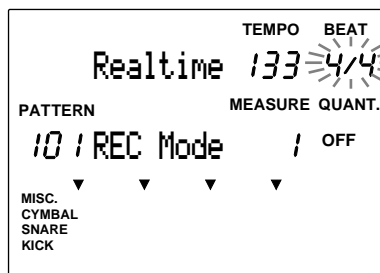 TEMPO BEAT
Realtime 133 4/4
PATTERN MEASURE QUANT.
101 REC Mode 1 OFF
MISC.
CYMBAL
SNARE
KICK